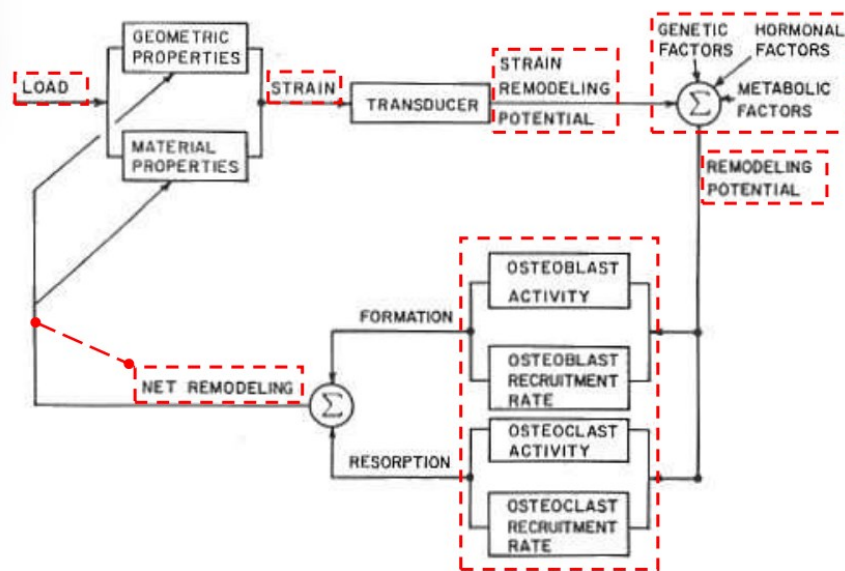 GEOMETRIC
PROPERTIES
LOAD
MATERIAL
PROPERTIES
STRAIN
TRANSDUCER
STRAIN
REMODELING
POTENTIAL
GENETIC
FACTORS
HORMONAL
FACTORS
Σ
METABOLIC
FACTORS
REMODELING
POTENTIAL
OSTEOBLAST
ACTIVITY
FORMATION
OSTEOBLAST
RECRUITMENT
RATE
NET REMODELING
Σ
OSTEOCLAST
ACTIVITY
RESORPTION
OSTEOCLAST
RECRUITMENT
RATE